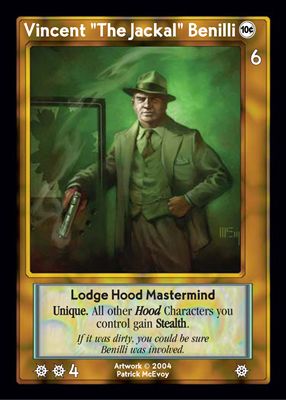 Vincent "The Jackal" Benilli 10¢
6
Lodge Hood Mastermind
Unique. All other Hood Characters you
control gain Stealth.
If it was dirty, you could be sure
Benilli was involved.
4
Artwork © 2004
Patrick McEvoy